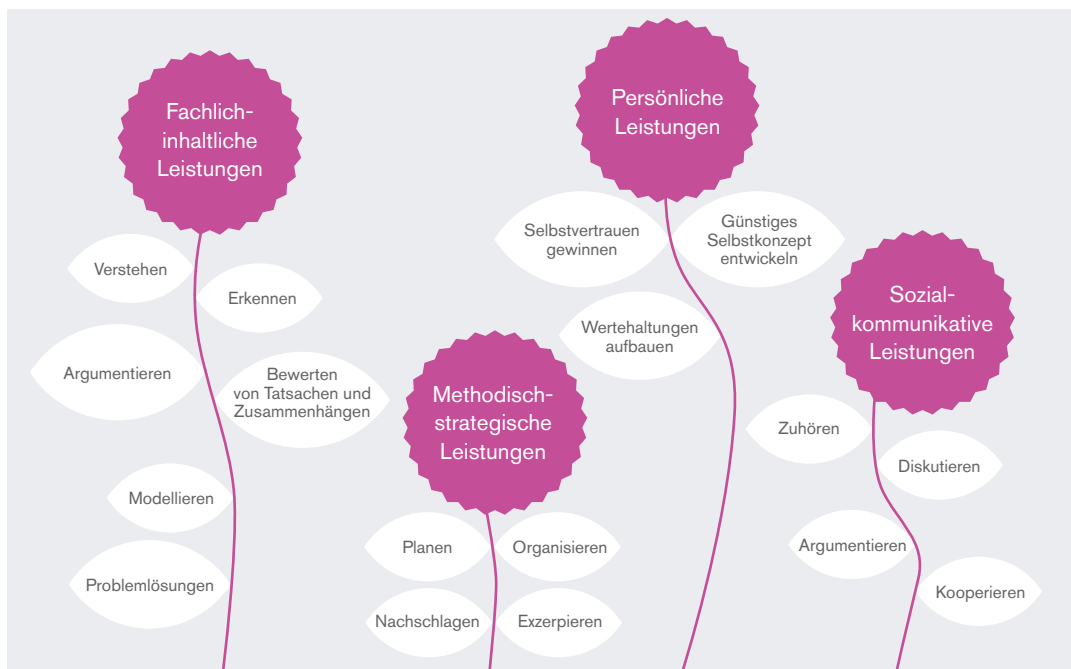 Fachlich-
inhaltliche
Leistungen
Verstehen
Erkennen
Argumentieren
Bewerten
von Tatsachen und
Zusammenhängen
Modellieren
Problemlösungen
Methodisch-
strategische
Leistungen
Planen
Organisieren
Nachschlagen
Exzerpieren
Persönliche
Leistungen
Selbstvertrauen
gewinnen
Günstiges
Selbstkonzept
entwickeln
Wertehaltungen
aufbauen
Sozial-
kommunikative
Leistungen
Zuhören
Diskutieren
Argumentieren
Kooperieren